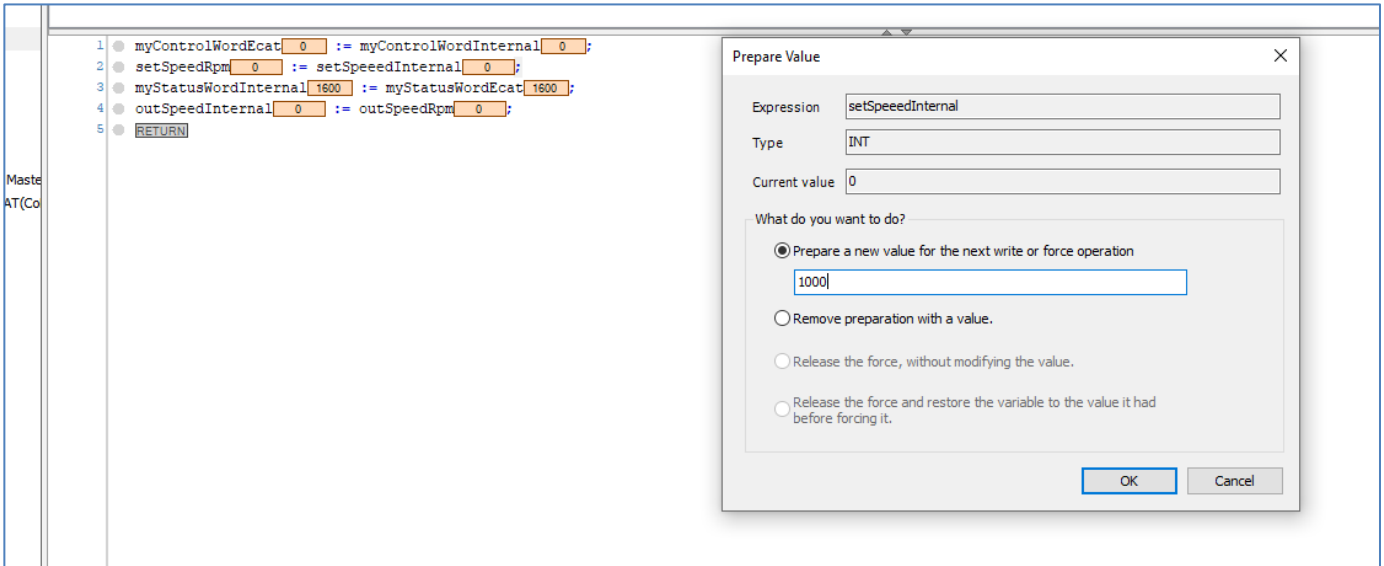 1 myControlWordEcat 0 := myControlWordInternal 0 ;
2 setSpeedRpm 0 := setSpeeedInternal 0 ;
3 myStatusWordInternal 1600 := myStatusWordEcat 1600 ;
4 outSpeedInternal 0 := outSpeedRpm 0 ;
5 RETURN
Maste
AT(Co
Prepare Value
Expression setSpeeedInternal
Type INT
Current value 0
What do you want to do?
Prepare a new value for the next write or force operation
1000
Remove preparation with a value.
Release the force, without modifying the value.
Release the force and restore the variable to the value it had
before forcing it.
OK Cancel